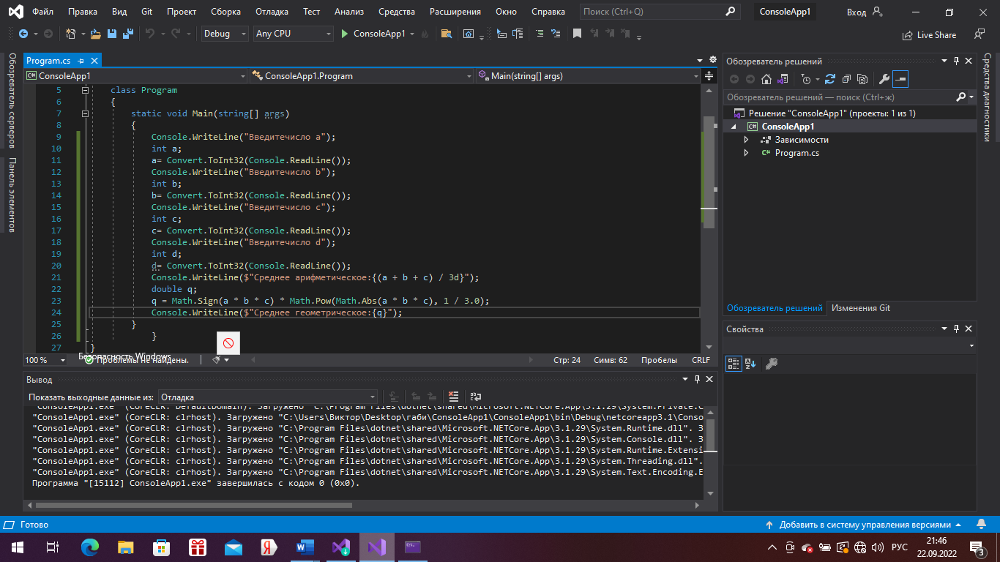 Файл Правка Вид Git Проект Сборка Отладка Тест Анализ Средства Расширения Окно Справка Поиск (Ctrl+Q) ConsoleApp1 Вход
Debug Any CPU ConsoleApp1 Live Share
Обозреватель серверов
Панель элементов
Program.cs
ConsoleApp1 ConsoleApp1.Program Main(string[] args)
5 class Program
6 {
7 static void Main(string[] args)
8 {
9 Console.WriteLine("Введитечисло a");
10 int a;
11 a= Convert.ToInt32(Console.ReadLine());
12 Console.WriteLine("Введитечисло b");
13 int b;
14 b= Convert.ToInt32(Console.ReadLine());
15 Console.WriteLine("Введитечисло c");
16 int c;
17 c= Convert.ToInt32(Console.ReadLine());
18 Console.WriteLine("Введитечисло d");
19 int d;
20 d= Convert.ToInt32(Console.ReadLine());
21 Console.WriteLine($"Среднее арифметическое:{(a + b + c) / 3d}");
22 double q;
23 q = Math.Sign(a * b * c) * Math.Pow(Math.Abs(a * b * c), 1 / 3.0);
24 Console.WriteLine($"Среднее геометрическое:{q}");
25 }
26 }
27 }
Безопасность Windows
100 % Проблемы не найдены. Стр: 24 Симв: 62 Пробелы CRLF
Вывод
Показать выходные данные из: Отладка
"ConsoleApp1.exe" (CoreCLR: DefaultDomain). Загружено "C:\Program Files\dotnet\shared\Microsoft.NETCore.App\3.1.29\System.Private.C
"ConsoleApp1.exe" (CoreCLR: clrhost). Загружено "C:\Users\Виктор\Desktop\габи\ConsoleApp1\ConsoleApp1\bin\Debug\netcoreapp3.1\Conso
"ConsoleApp1.exe" (CoreCLR: clrhost). Загружено "C:\Program Files\dotnet\shared\Microsoft.NETCore.App\3.1.29\System.Runtime.dll". З
"ConsoleApp1.exe" (CoreCLR: clrhost). Загружено "C:\Program Files\dotnet\shared\Microsoft.NETCore.App\3.1.29\System.Console.dll". З
"ConsoleApp1.exe" (CoreCLR: clrhost). Загружено "C:\Program Files\dotnet\shared\Microsoft.NETCore.App\3.1.29\System.Runtime.Extensi
"ConsoleApp1.exe" (CoreCLR: clrhost). Загружено "C:\Program Files\dotnet\shared\Microsoft.NETCore.App\3.1.29\System.Threading.dll".
"ConsoleApp1.exe" (CoreCLR: clrhost). Загружено "C:\Program Files\dotnet\shared\Microsoft.NETCore.App\3.1.29\System.Text.Encoding.E
Программа "[15112] ConsoleApp1.exe" завершилась с кодом 0 (0x0).
Обозреватель решений
Обозреватель решений — поиск (Ctrl+ж)
Решение "ConsoleApp1" (проекты: 1 из 1)
ConsoleApp1
Зависимости
C# Program.cs
Обозреватель решений Изменения Git
Свойства
Средства диагностики
Готово Добавить в систему управления версиями
РУС 21:46
22.09.2022 3